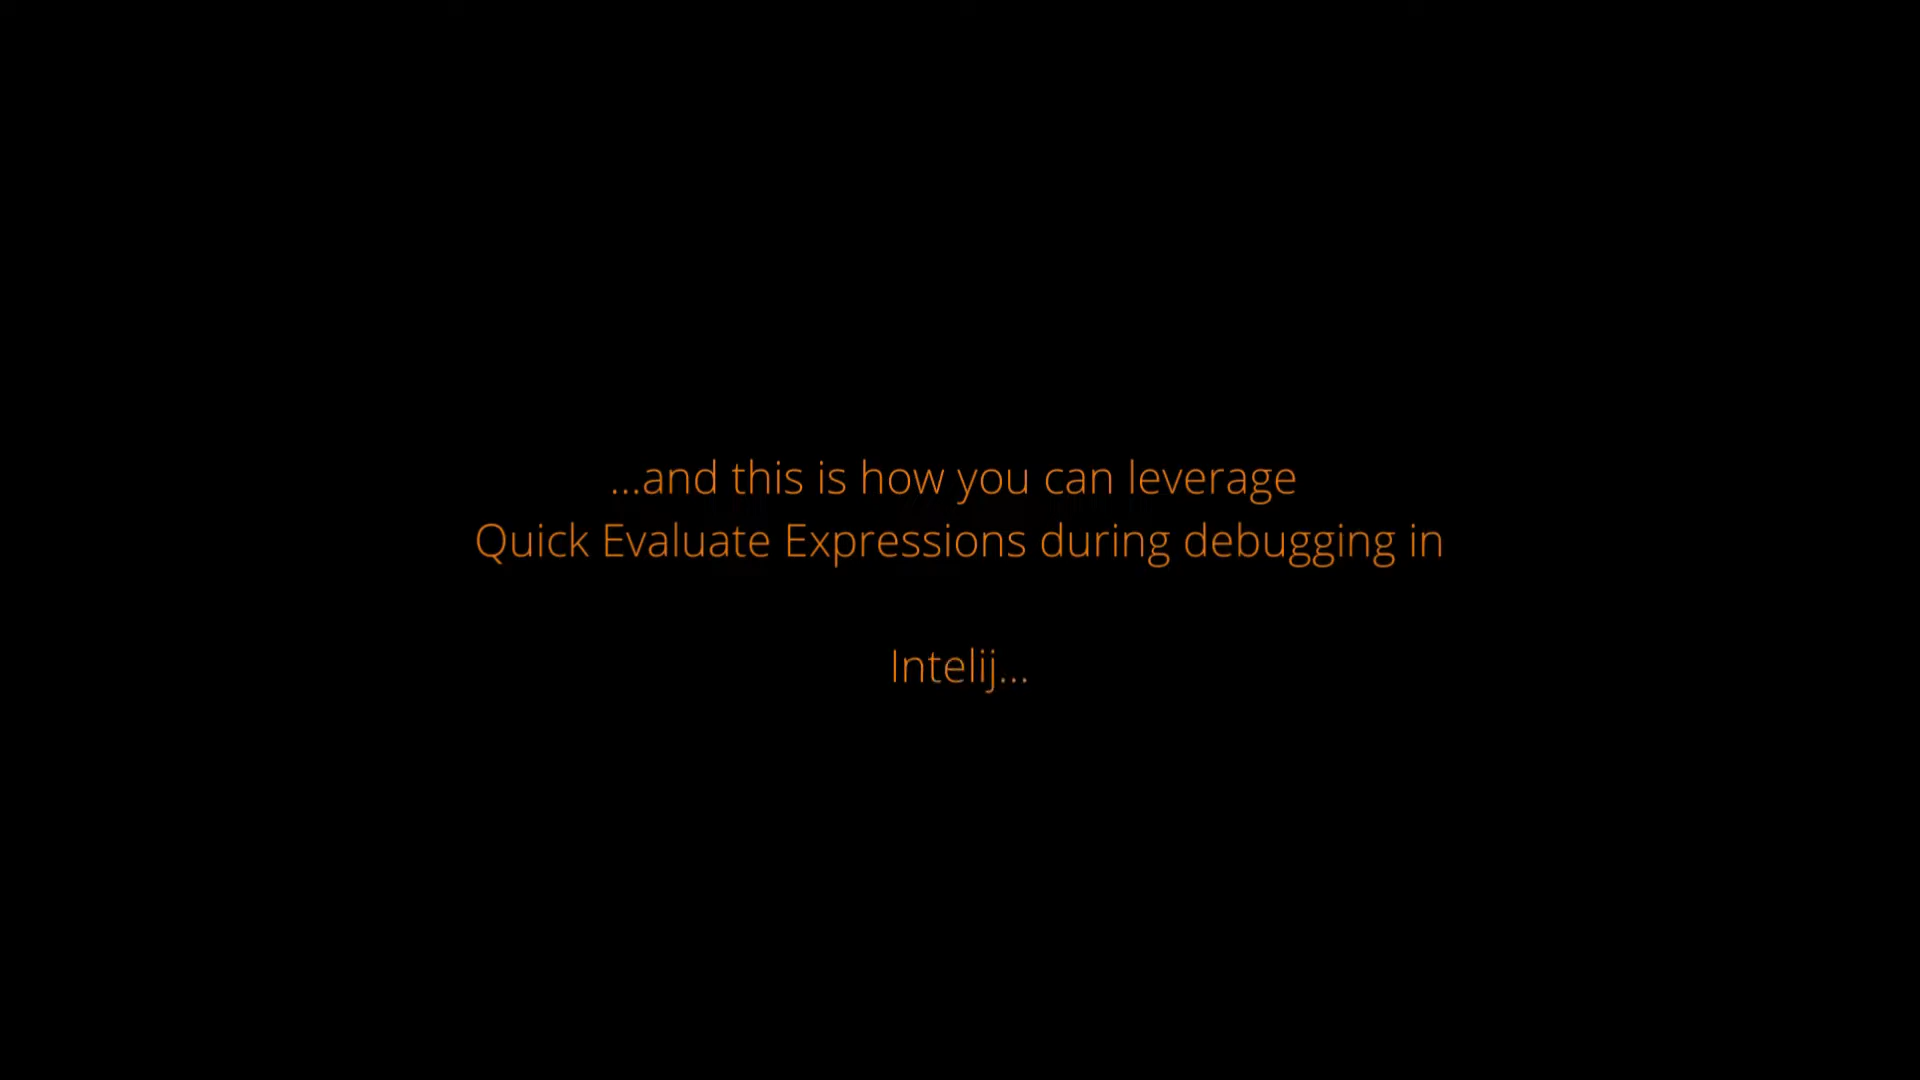 ...and this is how you can leverage
Quick Evaluate Expressions during debugging in
Intelij...